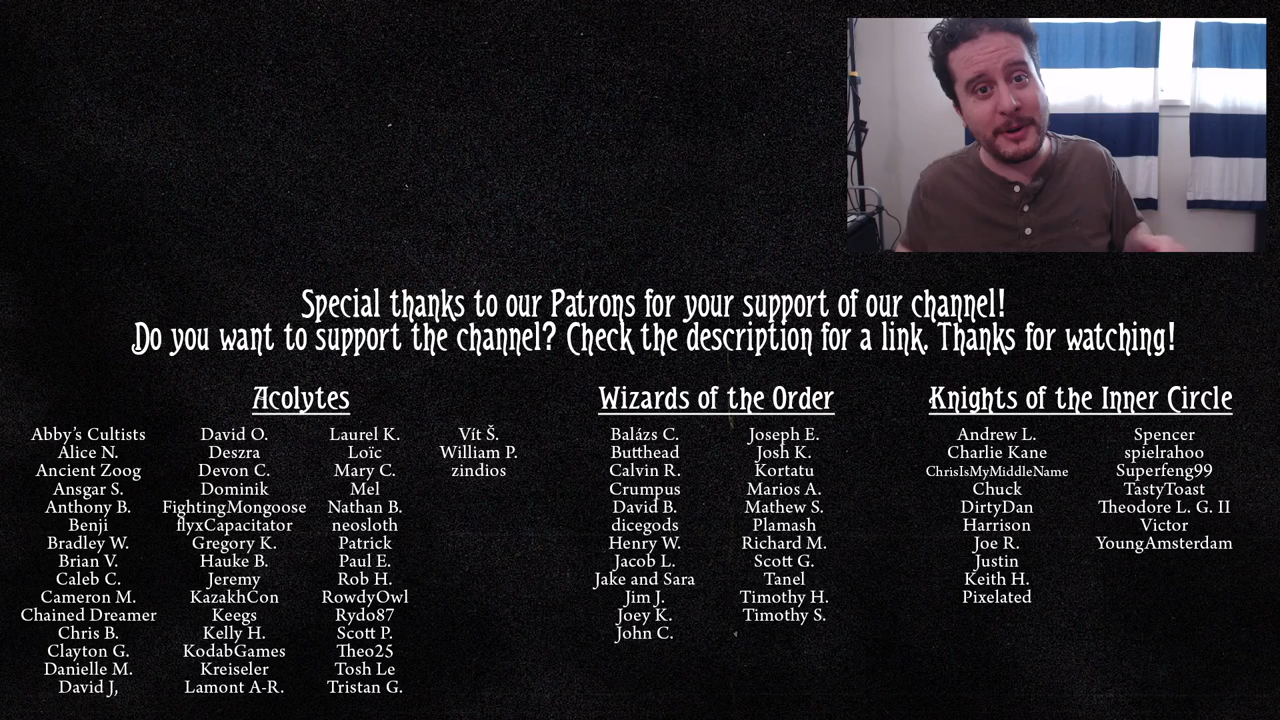 Special thanks to our Patrons for your support of our channel!
Do you want to support the channel? Check the description for a link. Thanks for watching!
Acolytes
Abby's Cultists
Alice N.
Ancient Zoog
Ansgar S.
Anthony B.
Benji
Bradley W.
Brian V.
Caleb C.
Cameron M.
Chained Dreamer
Chris B.
Clayton G.
Danielle M.
David J,
David O.
Deszra
Devon C.
Dominik
FightingMongoose
flyxCapacitator
Gregory K.
Hauke B.
Jeremy
KazakhCon
Keegs
Kelly H.
KodabGames
Kreiseler
Lamont A-R.
Laurel K.
Loïc
Mary C.
Mel
Nathan B.
neosloth
Patrick
Paul E.
Rob H.
RowdyOwl
Rydo87
Scott P.
Theo25
Tosh Le
Tristan G.
Vít Š.
William P.
zindios
Wizards of the Order
Balázs C.
Butthead
Calvin R.
Crumpus
David B.
dicegods
Henry W.
Jacob L.
Jake and Sara
Jim J.
Joey K.
John C.
Joseph E.
Josh K.
Kortatu
Marios A.
Mathew S.
Plamash
Richard M.
Scott G.
Tanel
Timothy H.
Timothy S.
Knights of the Inner Circle
Andrew L.
Charlie Kane
ChrisIsMyMiddleName
Chuck
DirtyDan
Harrison
Joe R.
Justin
Keith H.
Pixelated
Spencer
spielrahoo
Superfeng99
TastyToast
Theodore L. G. II
Victor
YoungAmsterdam